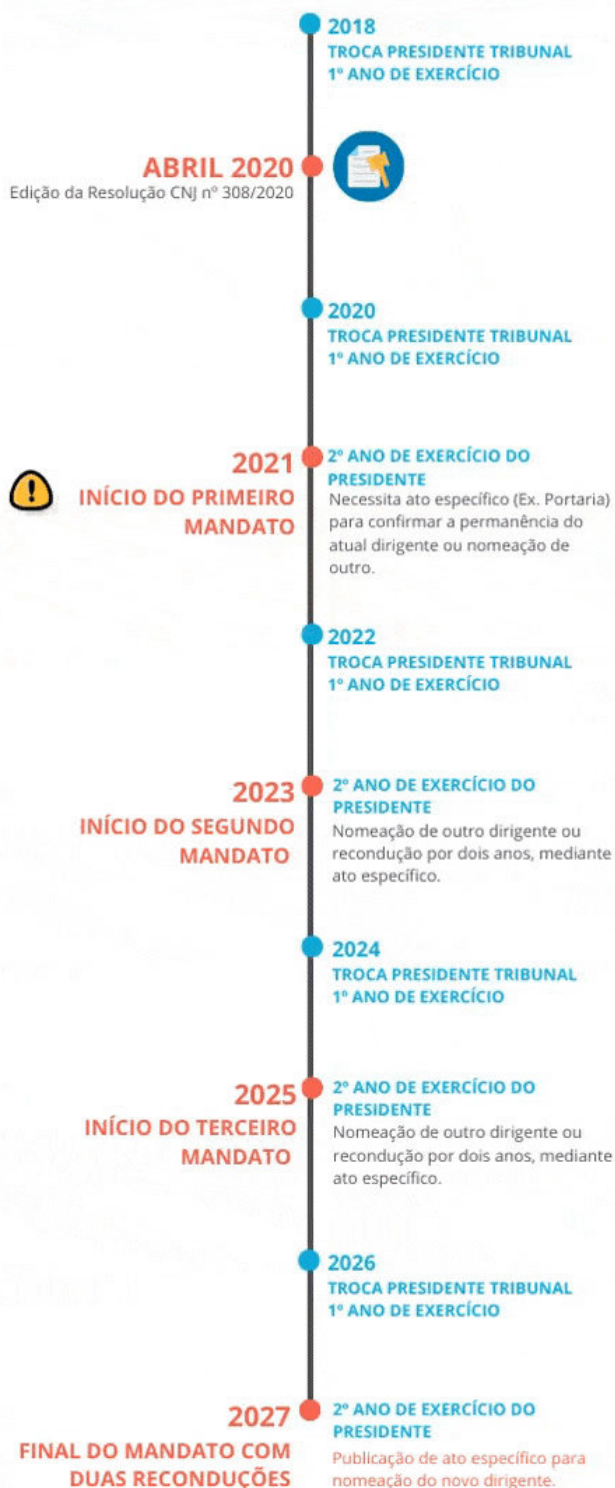 2018
TROCA PRESIDENTE TRIBUNAL
1º ANO DE EXERCÍCIO
ABRIL 2020
Edição da Resolução CNJ nº 308/2020
2020
TROCA PRESIDENTE TRIBUNAL
1º ANO DE EXERCÍCIO
2021
INÍCIO DO PRIMEIRO
MANDATO
2º ANO DE EXERCÍCIO DO
PRESIDENTE
Necessita ato específico (Ex. Portaria)
para confirmar a permanência do
atual dirigente ou nomeação de
outro.
2022
TROCA PRESIDENTE TRIBUNAL
1º ANO DE EXERCÍCIO
2023
INÍCIO DO SEGUNDO
MANDATO
2º ANO DE EXERCÍCIO DO
PRESIDENTE
Nomeação de outro dirigente ou
recondução por dois anos, mediante
ato específico.
2024
TROCA PRESIDENTE TRIBUNAL
1º ANO DE EXERCÍCIO
2025
INÍCIO DO TERCEIRO
MANDATO
2º ANO DE EXERCÍCIO DO
PRESIDENTE
Nomeação de outro dirigente ou
recondução por dois anos, mediante
ato específico.
2026
TROCA PRESIDENTE TRIBUNAL
1º ANO DE EXERCÍCIO
2027
FINAL DO MANDATO COM
DUAS RECONDUÇÕES
2º ANO DE EXERCÍCIO DO
PRESIDENTE
Publicação de ato específico para
nomeação do novo dirigente.